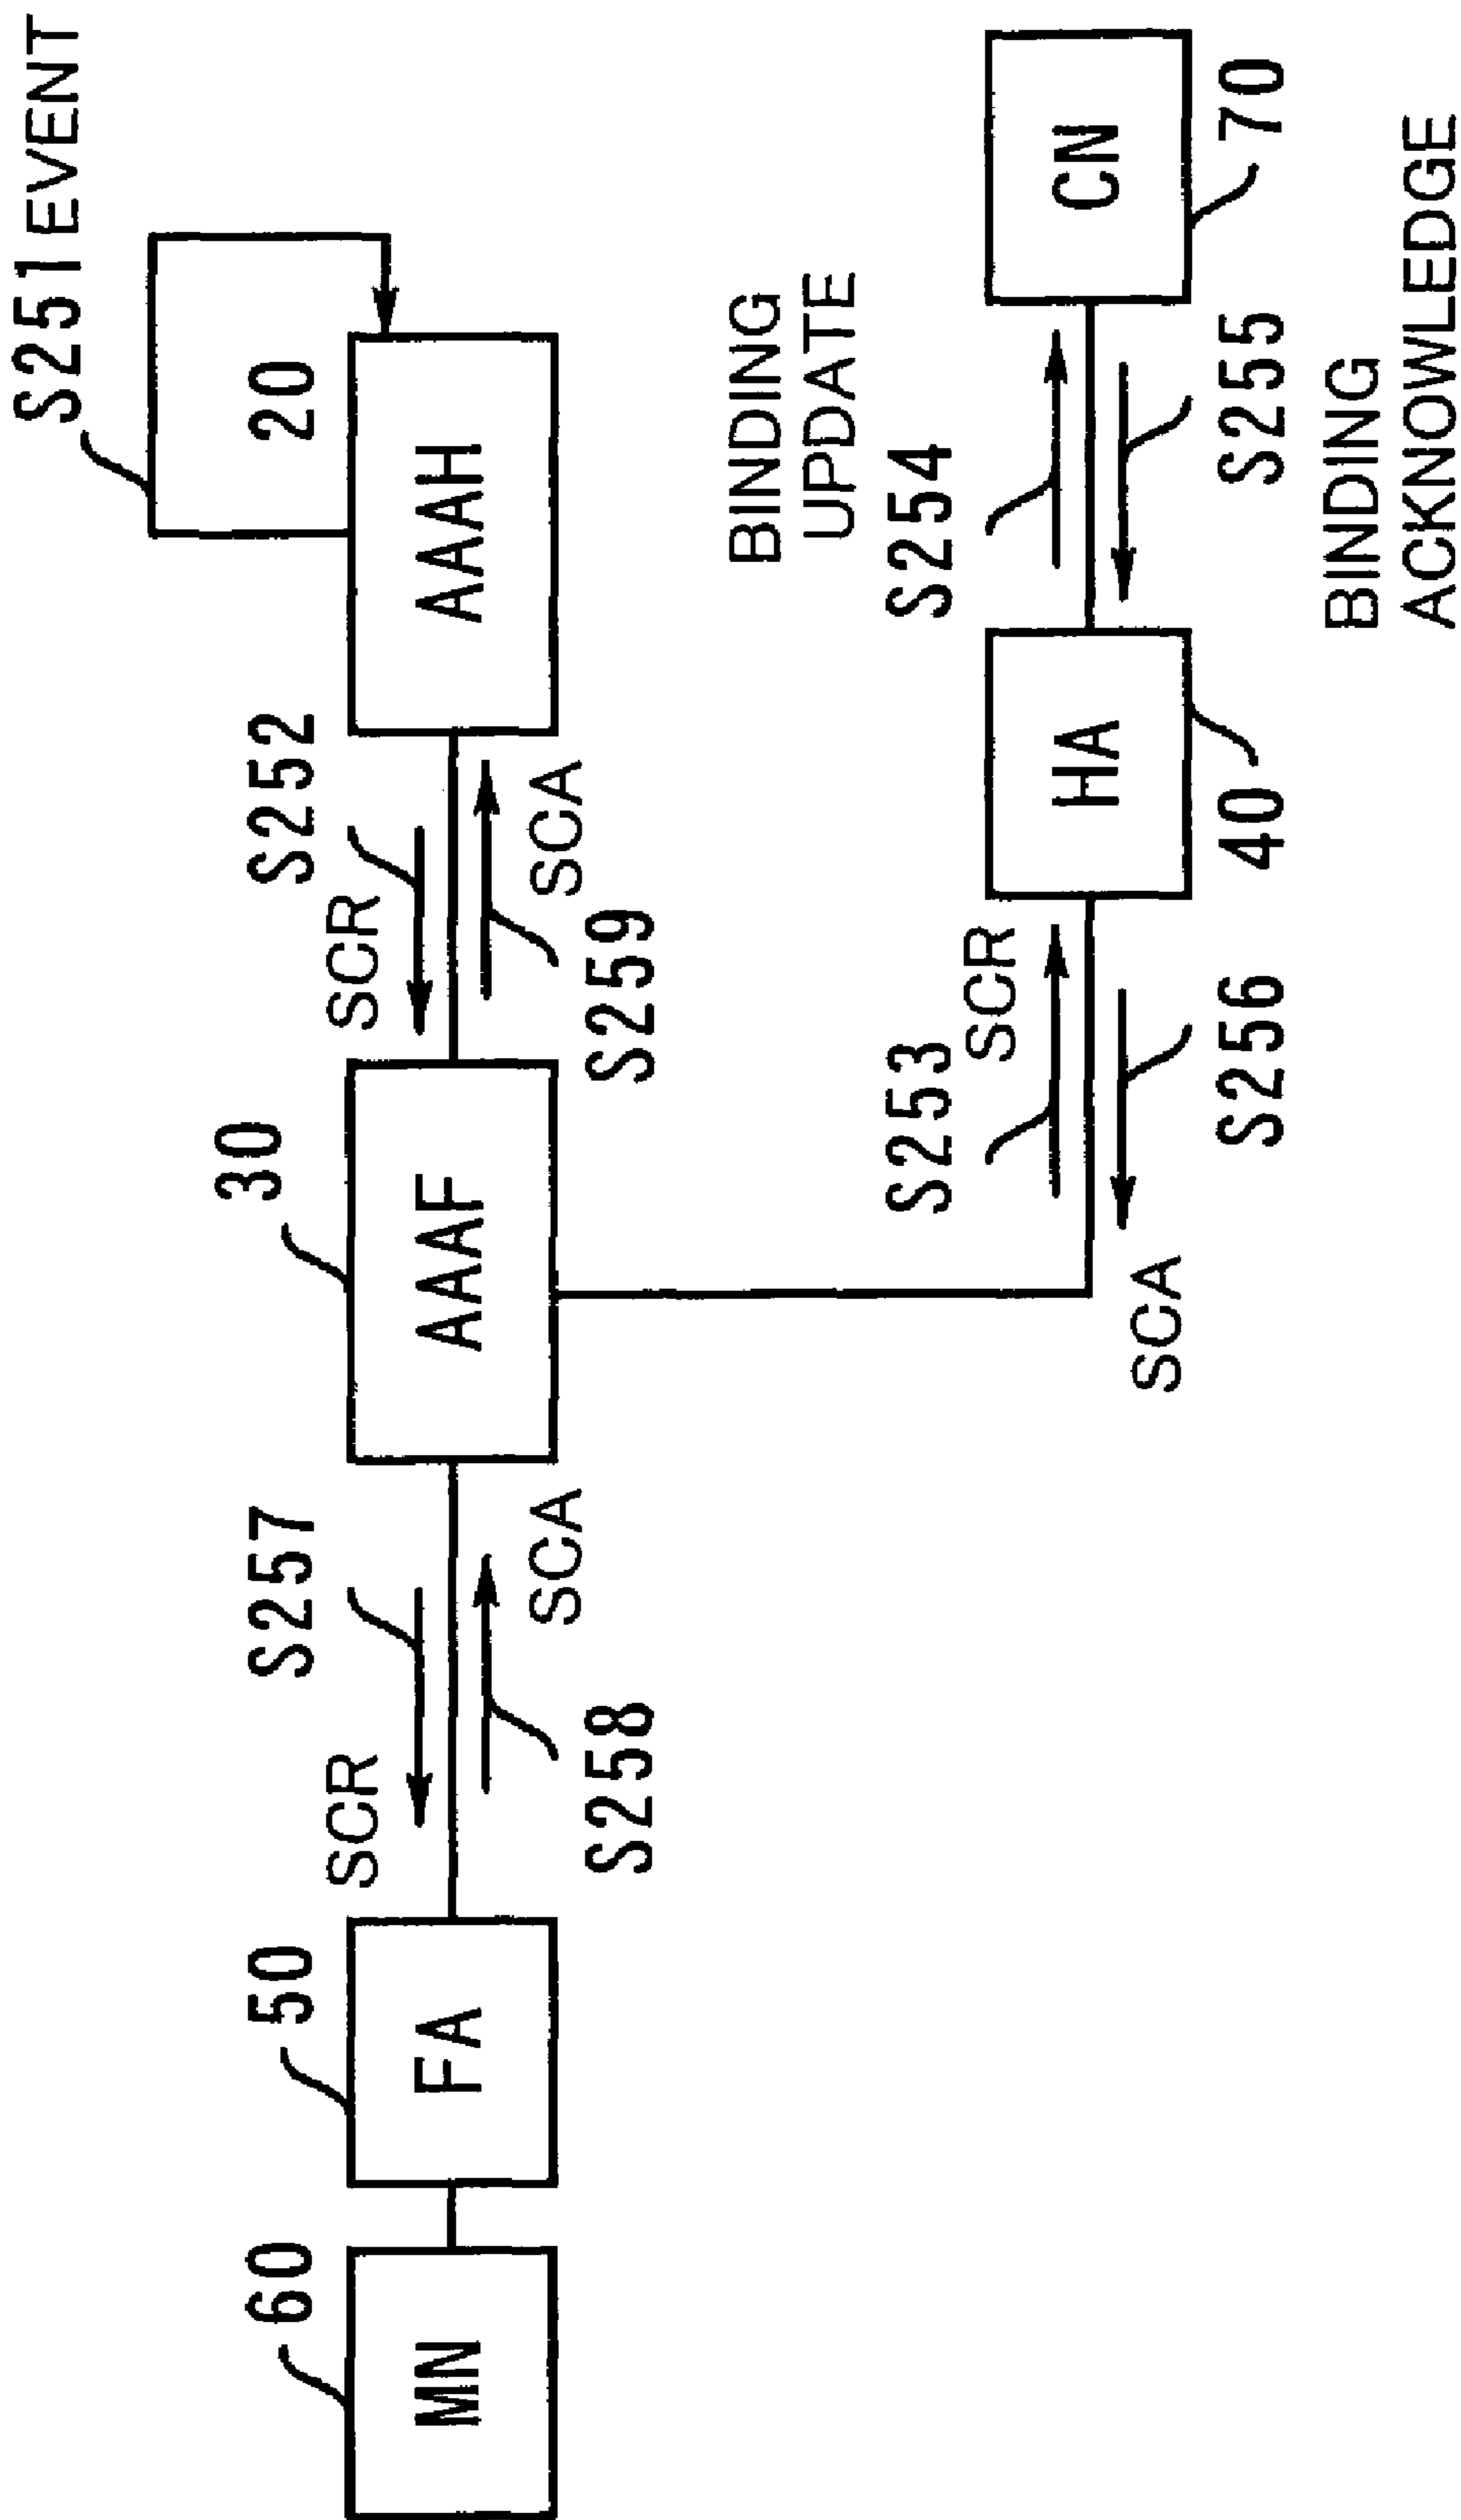 S251 EVENT
20
AAAH
S252
SCR
SCA
S259
30
AAAF
S257
SCR
SCA
S258
50
FA
60
MN
BINDING
UPDATE
S254
CN
70
S255
BINDING
ACKNOWLEDGE
HA
40
S253
SCR
S256
SCA